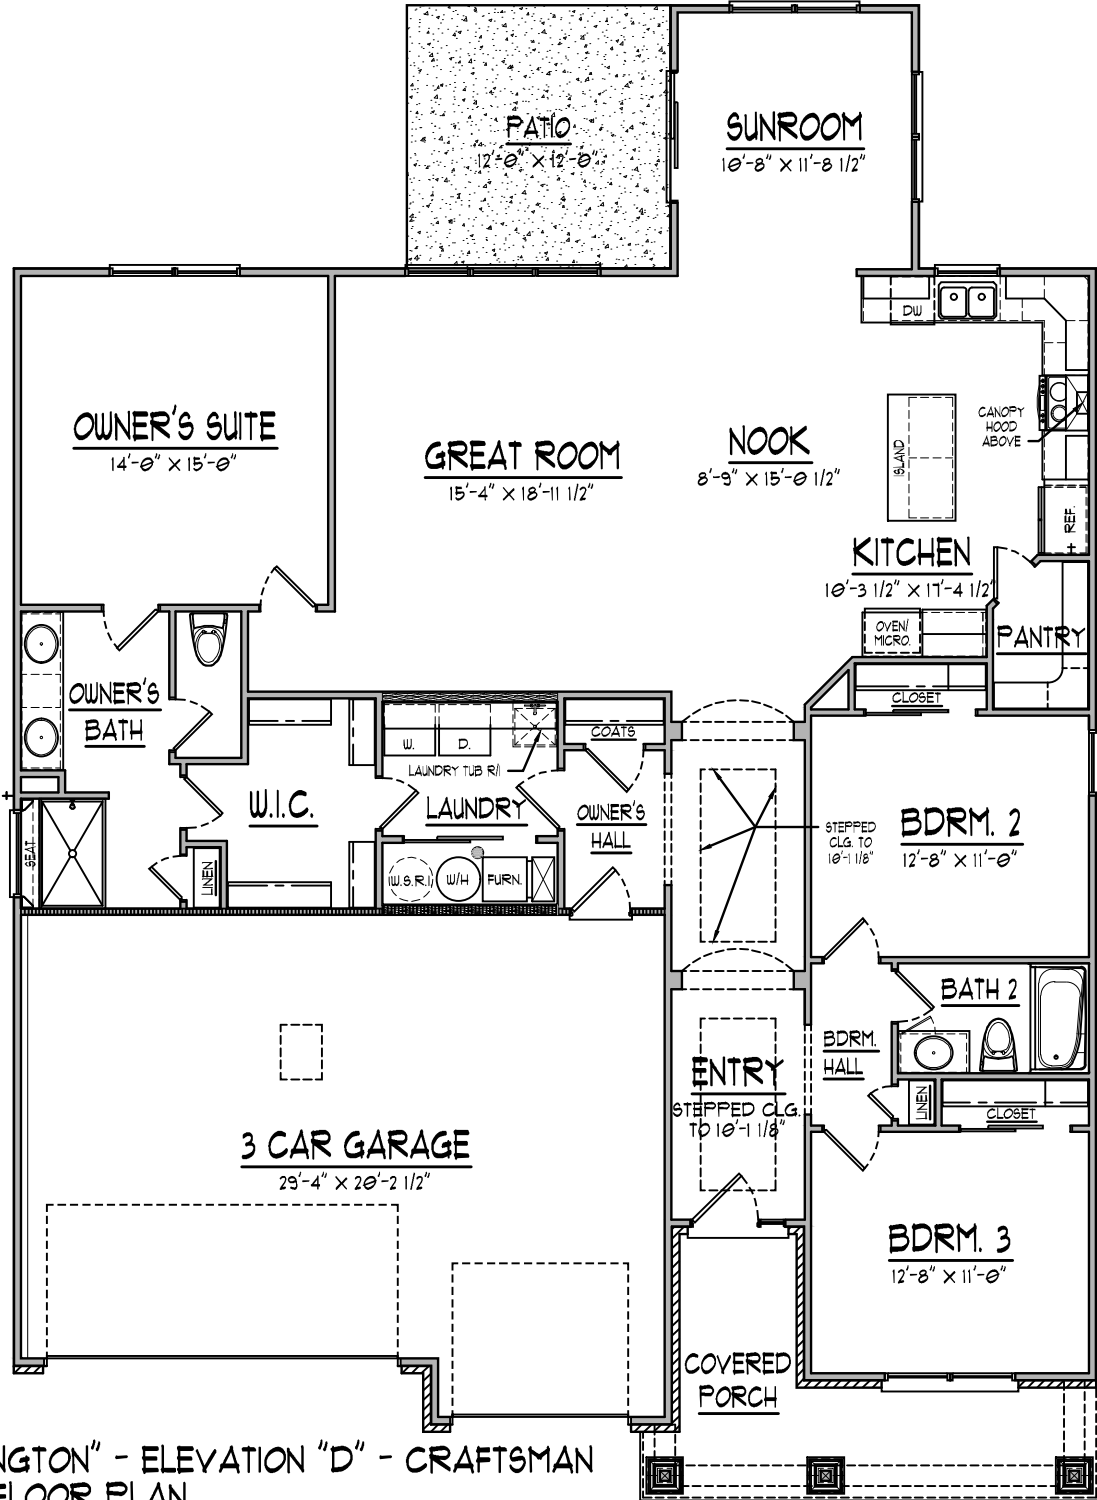 PATIO
12'-0" X 12'-0"
SUNROOM
10'-8" X 11'-8 1/2"
DW
OWNER'S SUITE
14'-0" X 15'-0"
GREAT ROOM
15'-4" X 18'-11 1/2"
NOOK
8'-9" X 15'-0 1/2"
ISLAND
CANOPY
HOOD
ABOVE
REF.
KITCHEN
10'-3 1/2" X 17'-4 1/2"
OVEN/
MICRO.
PANTRY
OWNER'S
BATH
CLOSET
COATS
W.
D.
LAUNDRY TUB R/I
LAUNDRY
W.I.C.
OWNER'S
HALL
STEPPED
CLG. TO
10'-1 1/8"
BDRM. 2
12'-8" X 11'-0"
SEAT
LINEN
(W.S.R.)
W/H
FURN.
BATH 2
BDRM.
HALL
ENTRY
STEPPED CLG.
TO 10'-1 1/8"
LINEN
CLOSET
3 CAR GARAGE
29'-4" X 20'-2 1/2"
BDRM. 3
12'-8" X 11'-0"
COVERED
PORCH
NGTON" - ELEVATION "D" - CRAFTSMAN
FLOOR PLAN